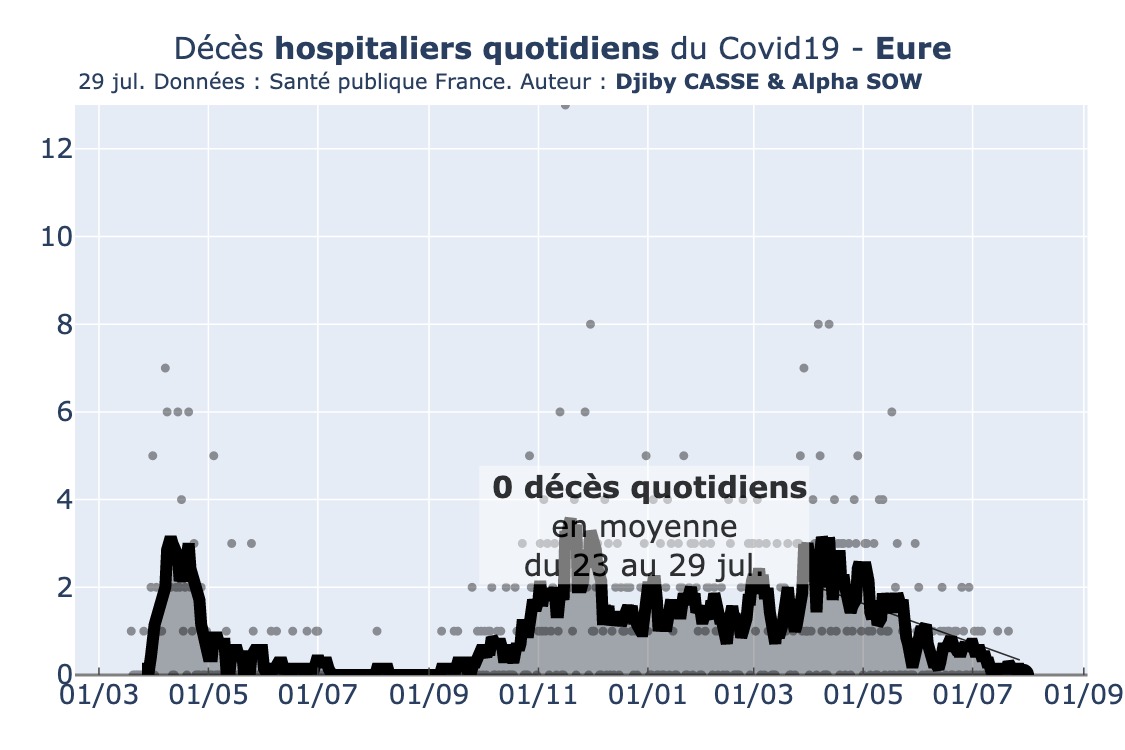 Décès hospitaliers quotidiens du Covid19 - Eure
29 jul. Données : Santé publique France. Auteur : Djiby CASSE & Alpha SOW
12
10
8
6
4
2
0
0 décès quotidiens
en moyenne
du 23 au 29 jul.
01/03 01/05 01/07 01/09 01/11 01/01 01/03 01/05 01/07 01/09